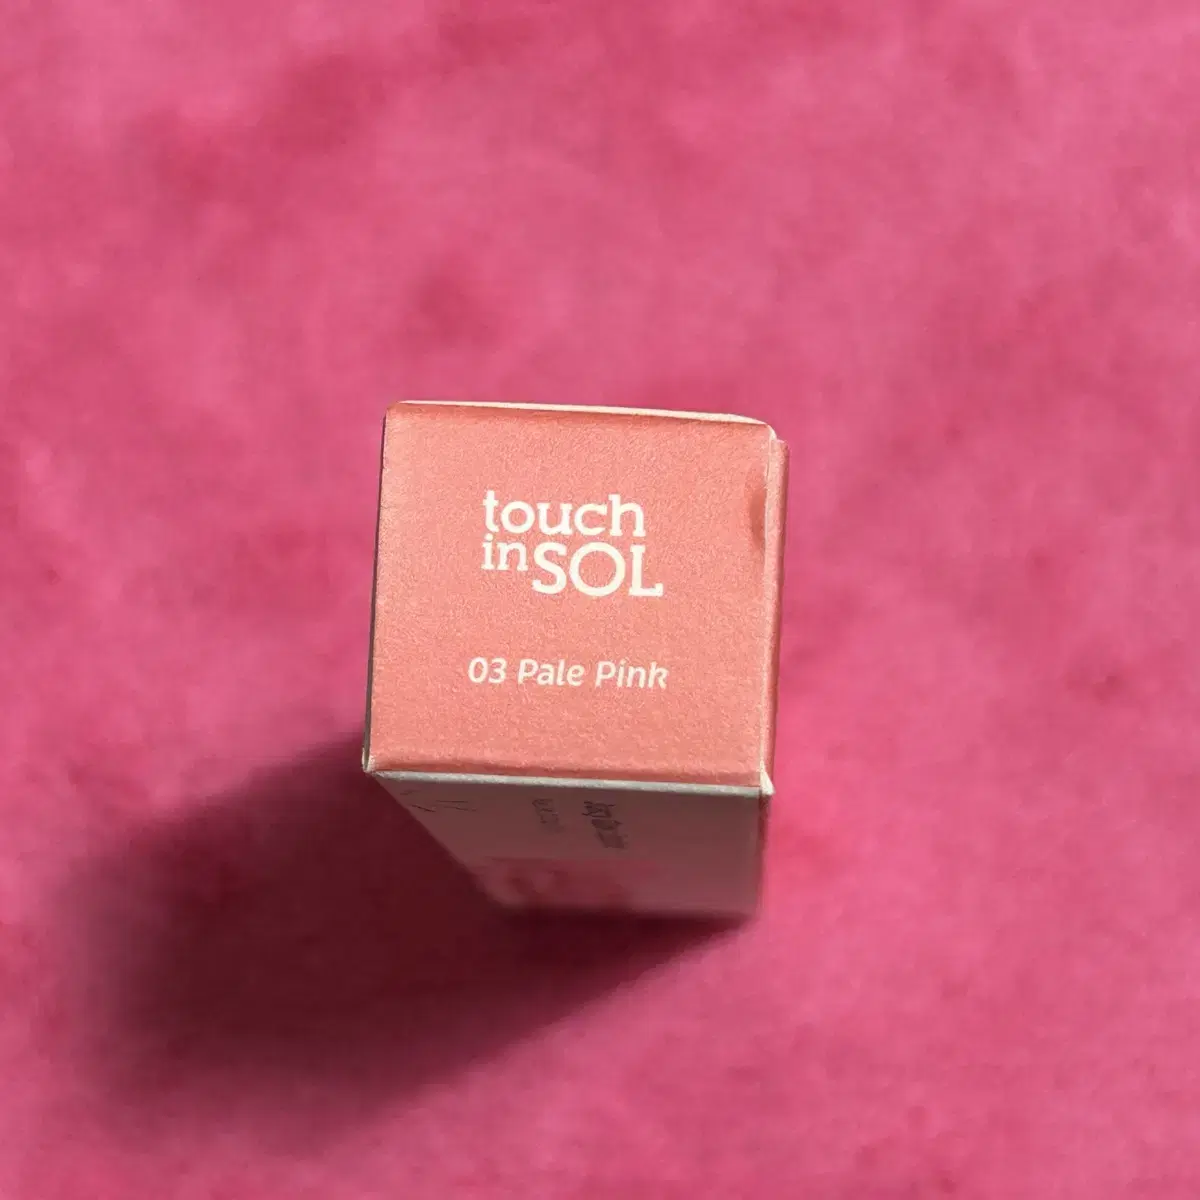 touch
in SOL
03 Pale Pink